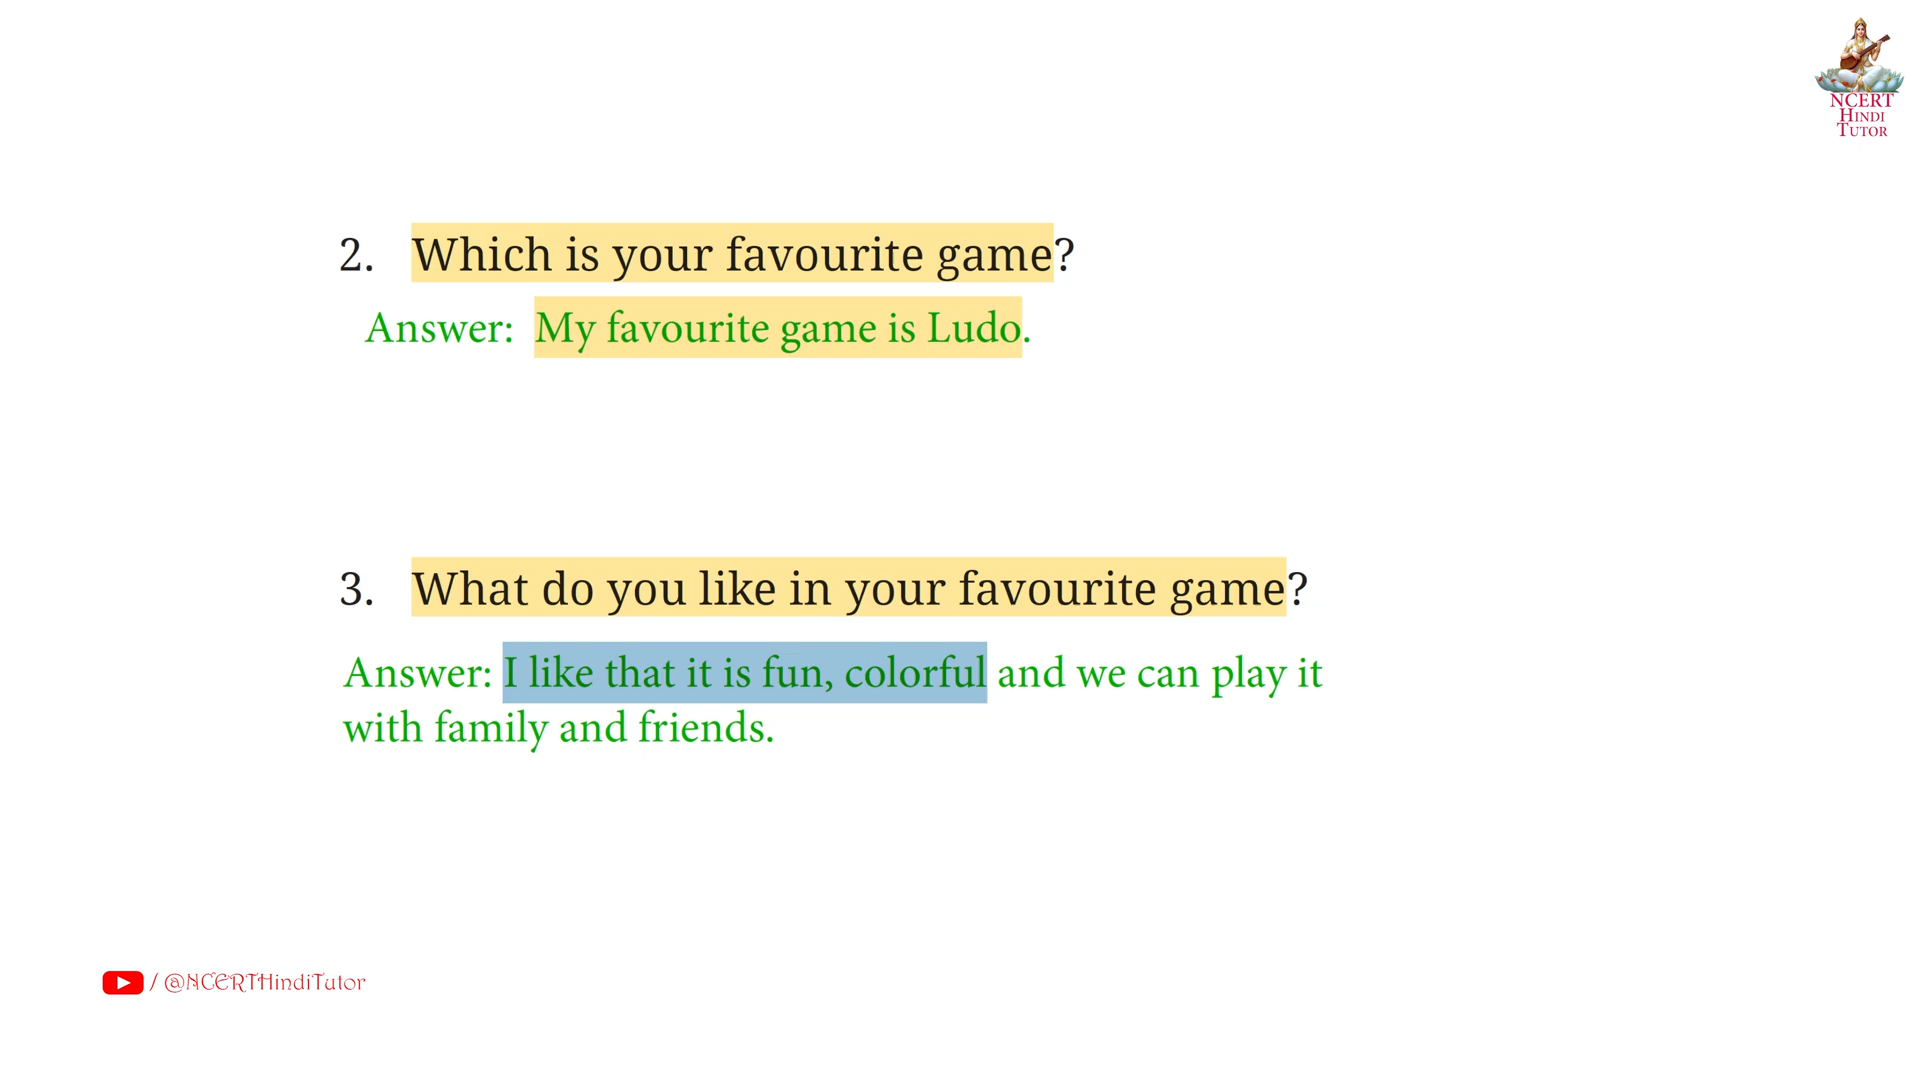 NCERT
HINDI
TUTOR
2. Which is your favourite game?
Answer: My favourite game is Ludo.
3. What do you like in your favourite game?
Answer: I like that it is fun, colorful and we can play it
with family and friends.
/ @NCERTHindiTutor